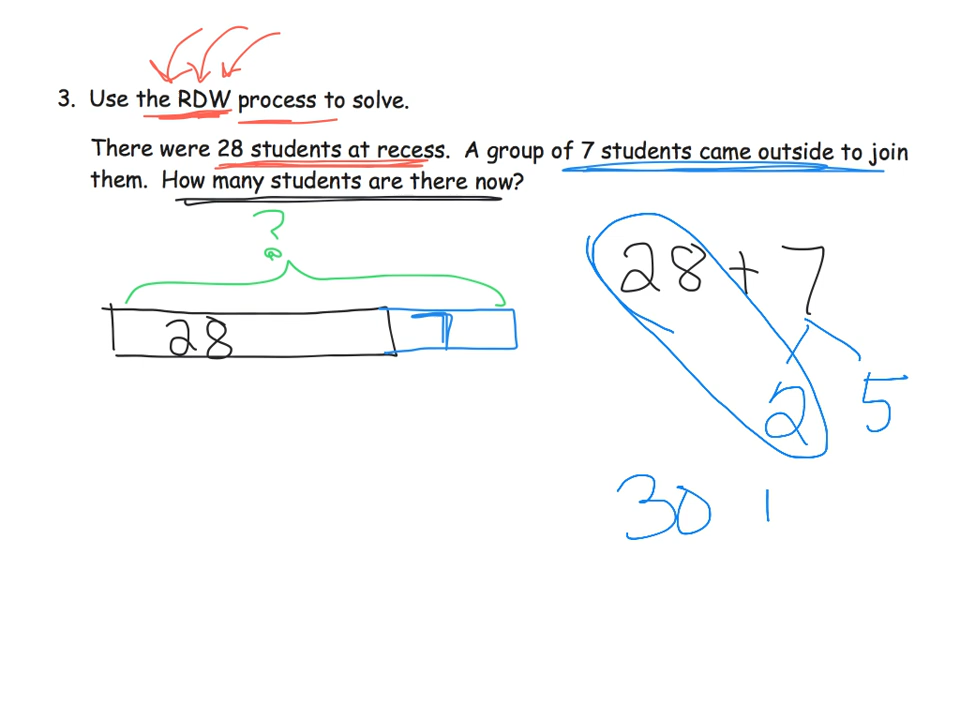 3. Use the RDW process to solve.
There were 28 students at recess. A group of 7 students came outside to join
them. How many students are there now?
?
28 7
28 + 7
2 5
30